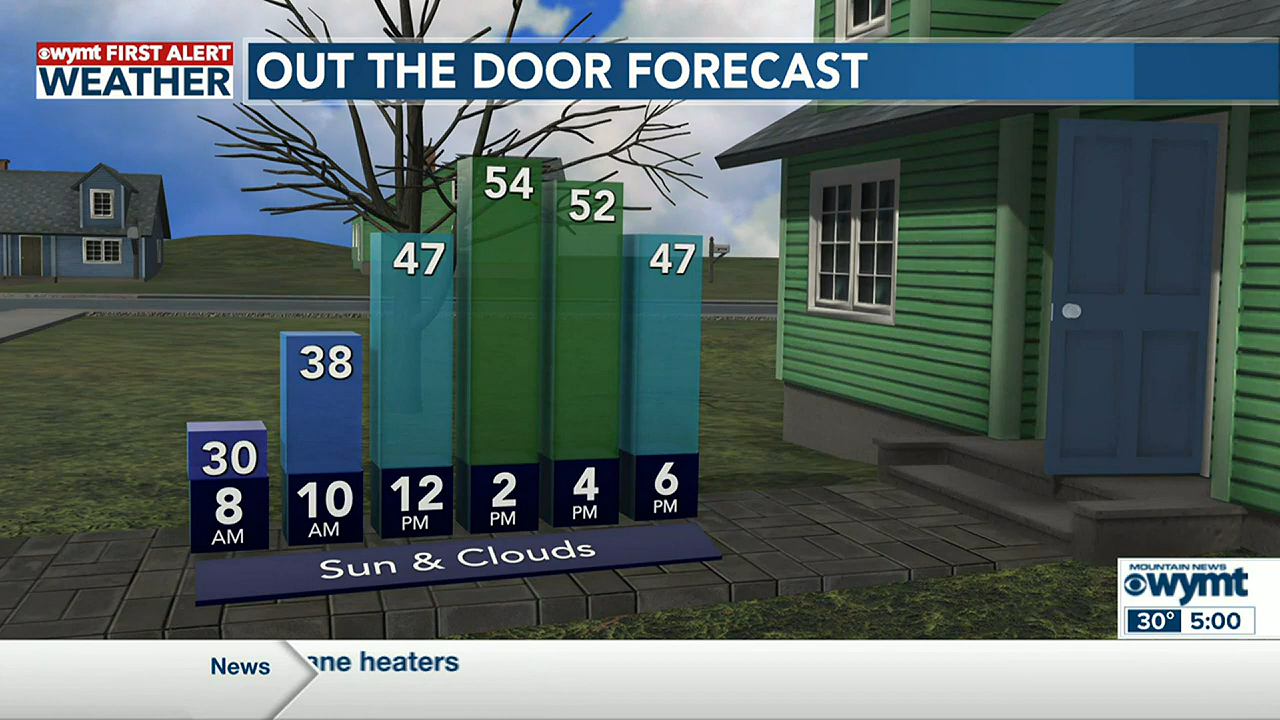 wymt FIRST ALERT
WEATHER
OUT THE DOOR FORECAST
54
52
47
47
38
30
8
AM
10
AM
12
PM
2
PM
4
PM
6
PM
Sun & Clouds
MOUNTAIN NEWS
wymt
30° 5:00
News
heaters